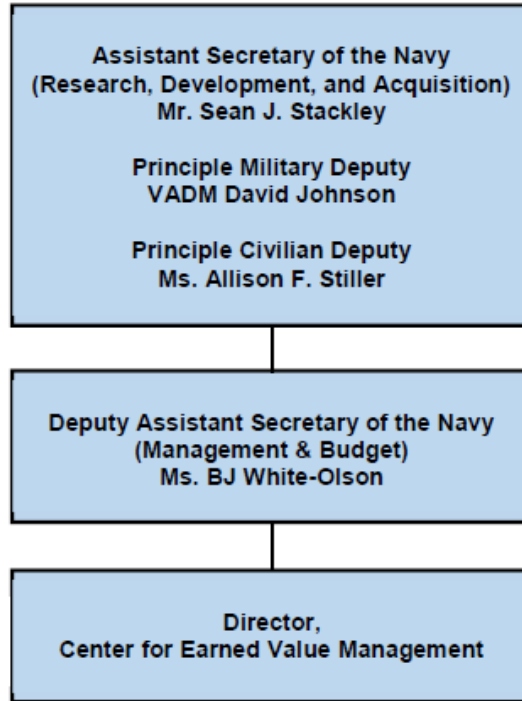 Assistant Secretary of the Navy
(Research, Development, and Acquisition)
Mr. Sean J. Stackley
Principle Military Deputy
VADM David Johnson
Principle Civilian Deputy
Ms. Allison F. Stiller
Deputy Assistant Secretary of the Navy
(Management & Budget)
Ms. BJ White-Olson
Director,
Center for Earned Value Management